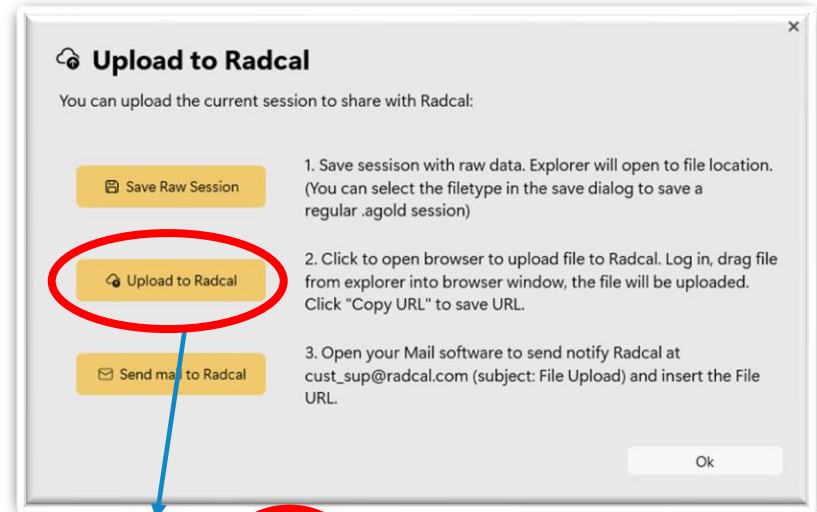 ×
Upload to Radcal
You can upload the current session to share with Radcal:
Save Raw Session
1. Save sessison with raw data. Explorer will open to file location.
(You can select the filetype in the save dialog to save a
regular .agold session)
Upload to Radcal
2. Click to open browser to upload file to Radcal. Log in, drag file
from explorer into browser window, the file will be uploaded.
Click "Copy URL" to save URL.
Send mail to Radcal
3. Open your Mail software to send notify Radcal at
cust_sup@radcal.com (subject: File Upload) and insert the File
URL.
Ok